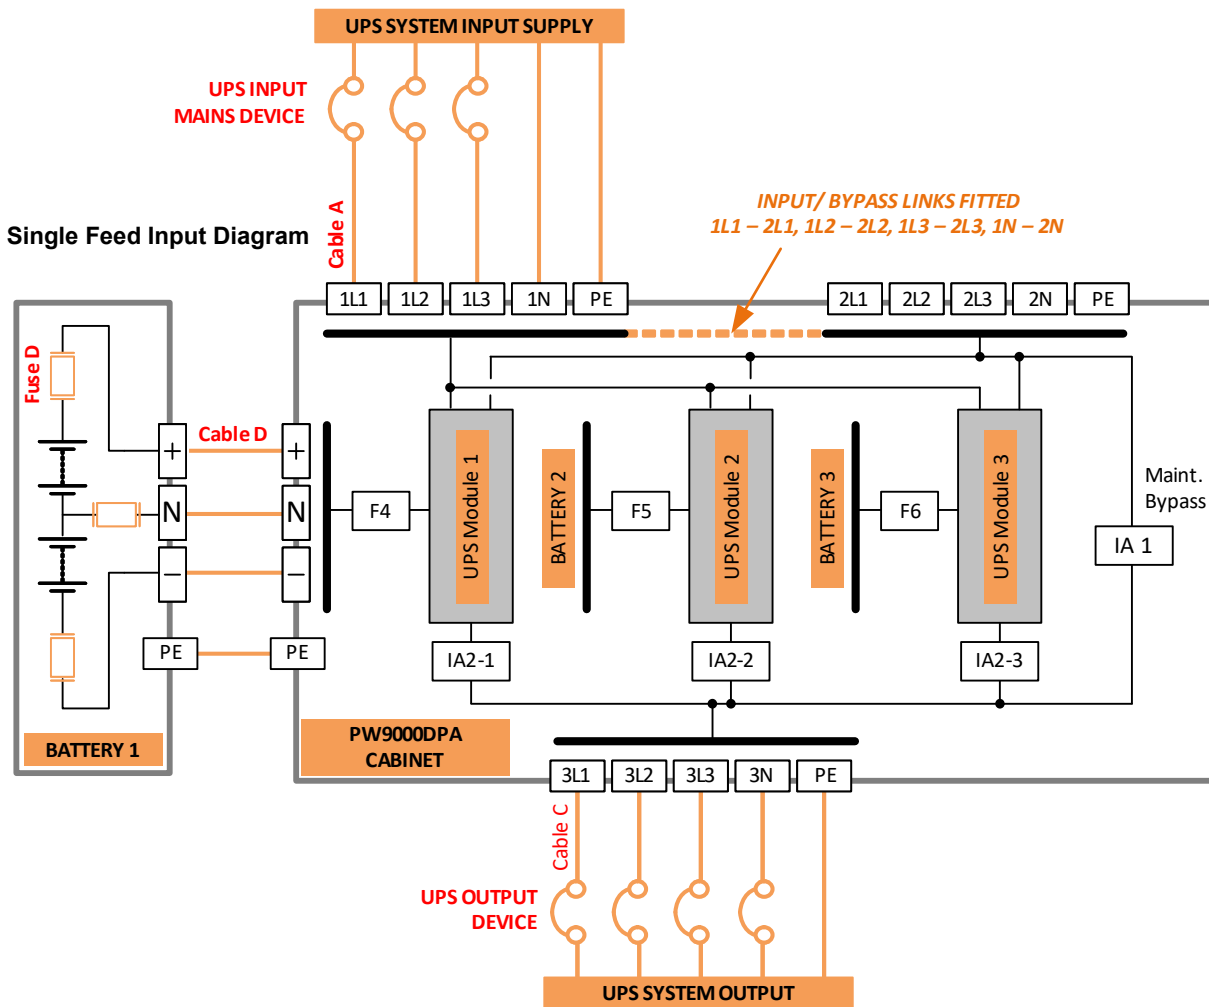 UPS SYSTEM INPUT SUPPLY
UPS INPUT
MAINS DEVICE
Cable A
INPUT/ BYPASS LINKS FITTED
1L1 – 2L1, 1L2 – 2L2, 1L3 – 2L3, 1N – 2N
Single Feed Input Diagram
1L1 1L2 1L3 1N PE 2L1 2L2 2L3 2N PE
Fuse D
+ Cable D +
N N
– –
PE PE
F4 UPS Module 1 BATTERY 2 F5 UPS Module 2 BATTERY 3 F6 UPS Module 3
Maint.
Bypass
IA 1
IA2-1 IA2-2 IA2-3
BATTERY 1
PW9000DPA
CABINET
3L1 3L2 3L3 3N PE
Cable C
UPS OUTPUT
DEVICE
UPS SYSTEM OUTPUT